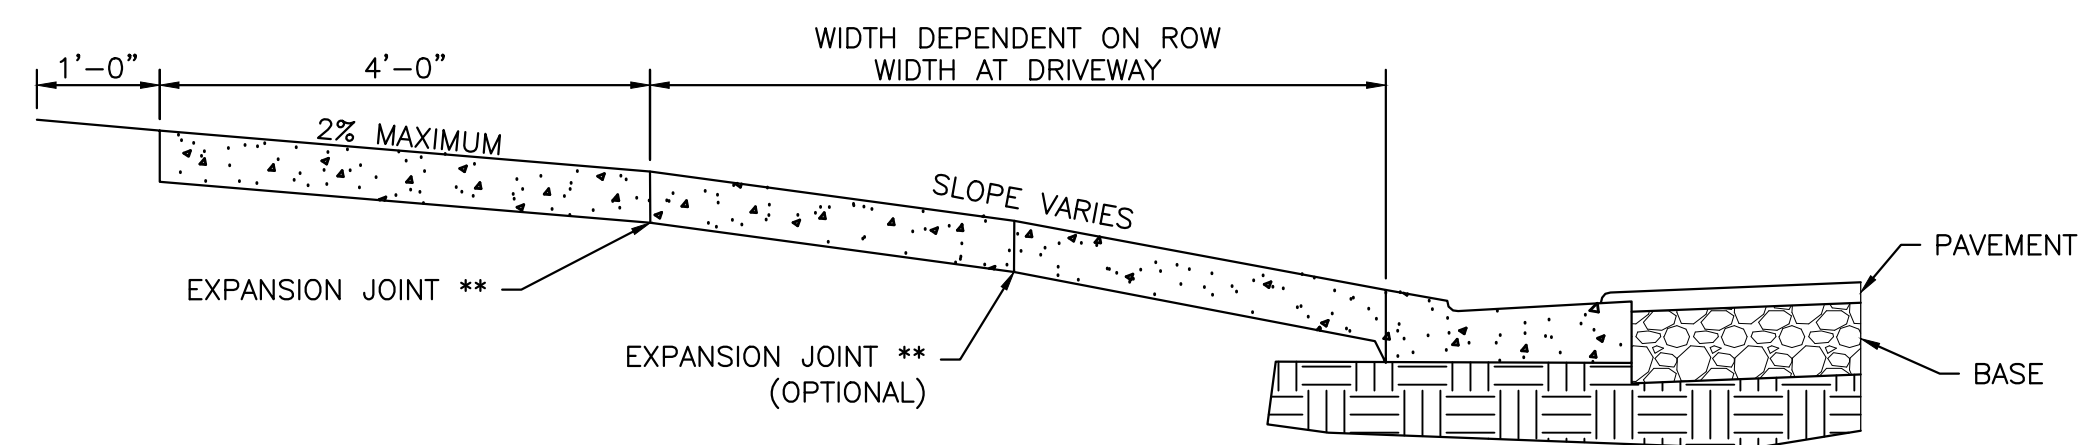 WIDTH DEPENDENT ON ROW
WIDTH AT DRIVEWAY
1'-0"
4'-0"
2% MAXIMUM
SLOPE VARIES
PAVEMENT
EXPANSION JOINT **
EXPANSION JOINT **
(OPTIONAL)
BASE